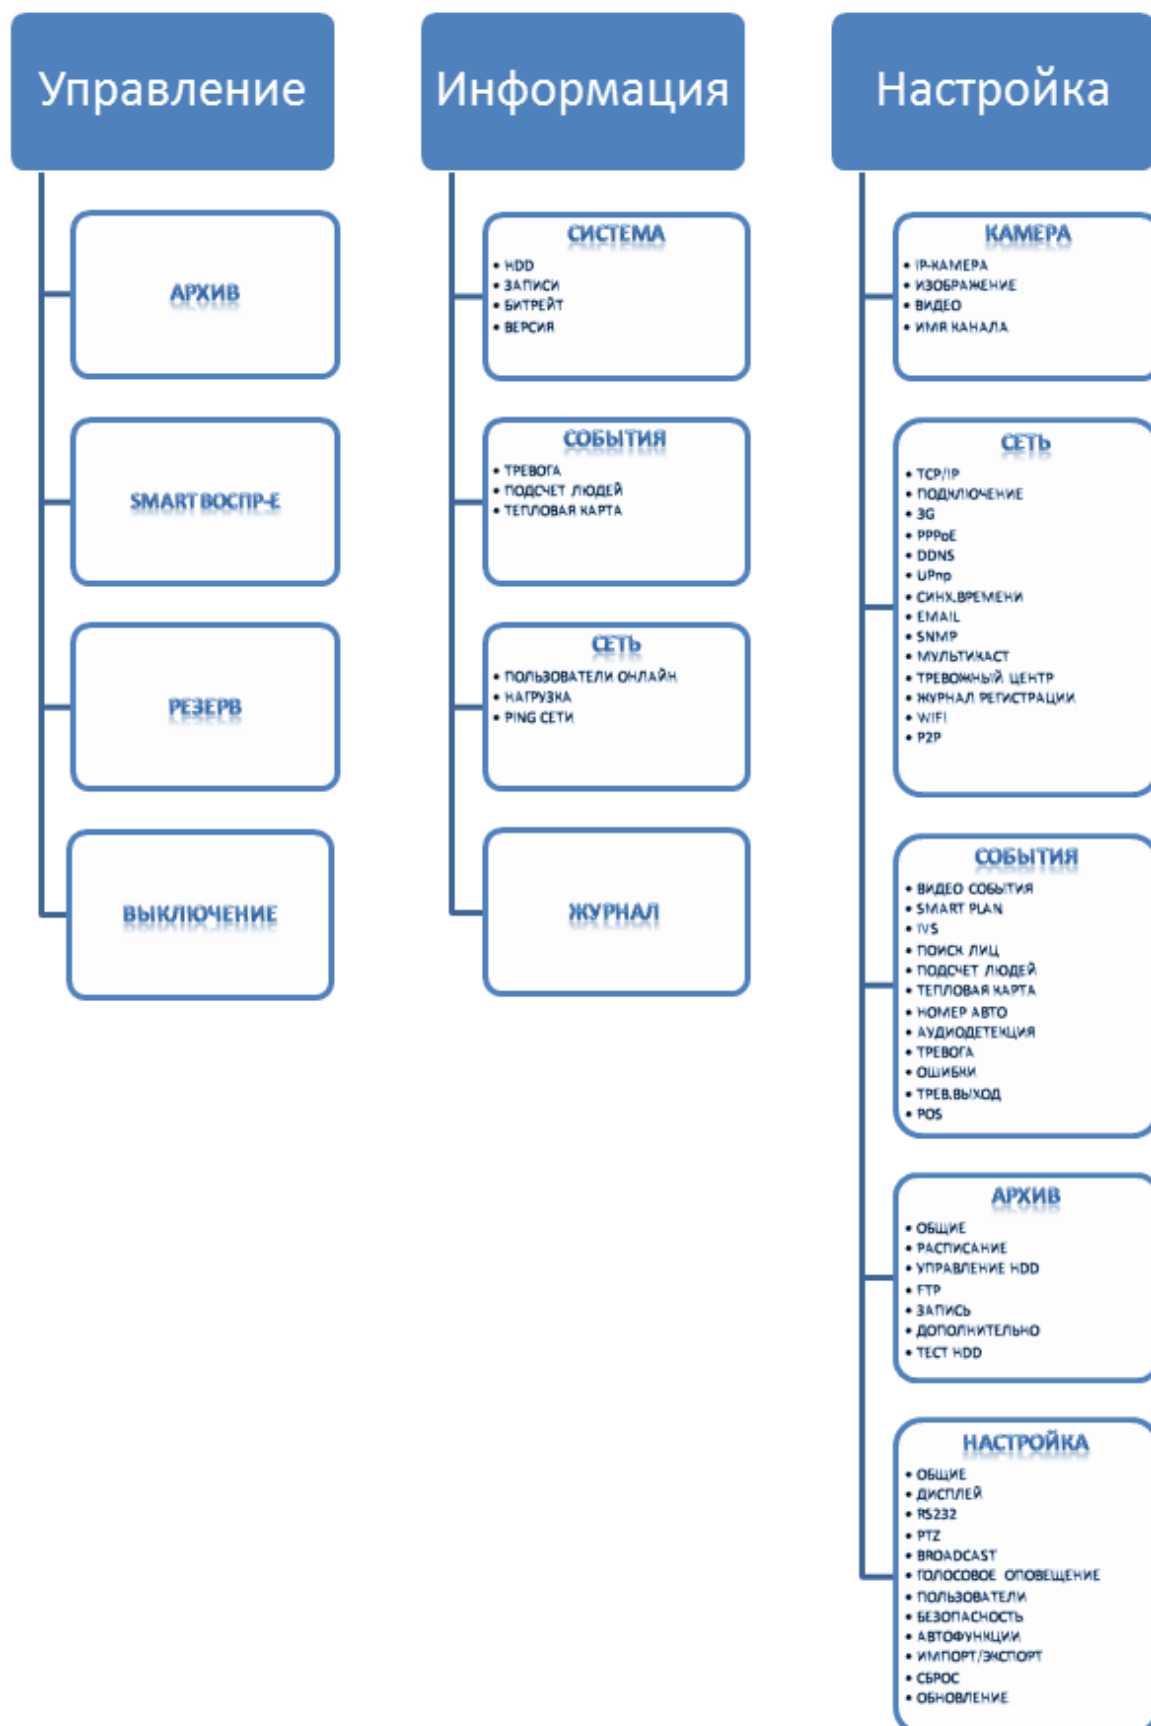 Управление
АРХИВ
SMART ВОСПР-Е
РЕЗЕРВ
ВЫКЛЮЧЕНИЕ
Информация
СИСТЕМА
• HDD
• ЗАПИСИ
• БИТРЕЙТ
• ВЕРСИЯ
СОБЫТИЯ
• ТРЕВОГА
• ПОДСЧЕТ ЛЮДЕЙ
• ТЕПЛОВАЯ КАРТА
СЕТЬ
• ПОЛЬЗОВАТЕЛИ ОНЛАЙН
• НАГРУЗКА
• PING СЕТИ
ЖУРНАЛ
Настройка
КАМЕРА
• IP-КАМЕРА
• ИЗОБРАЖЕНИЕ
• ВИДЕО
• ИМЯ КАНАЛА
СЕТЬ
• TCP/IP
• ПОДКЛЮЧЕНИЕ
• 3G
• PPPoE
• DDNS
• UPnp
• СИНХ.ВРЕМЕНИ
• EMAIL
• SNMP
• МУЛЬТИКАСТ
• ТРЕВОЖНЫЙ ЦЕНТР
• ЖУРНАЛ РЕГИСТРАЦИИ
• WIFI
• P2P
СОБЫТИЯ
• ВИДЕО СОБЫТИЯ
• SMART PLAN
• IVS
• ПОИСК ЛИЦ
• ПОДСЧЕТ ЛЮДЕЙ
• ТЕПЛОВАЯ КАРТА
• НОМЕР АВТО
• АУДИОДЕТЕКЦИЯ
• ТРЕВОГА
• ОШИБКИ
• ТРЕВ.ВЫХОД
• POS
АРХИВ
• ОБЩИЕ
• РАСПИСАНИЕ
• УПРАВЛЕНИЕ HDD
• FTP
• ЗАПИСЬ
• ДОПОЛНИТЕЛЬНО
• ТЕСТ HDD
НАСТРОЙКА
• ОБЩИЕ
• ДИСПЛЕЙ
• RS232
• PTZ
• BROADCAST
• ГОЛОСОВОЕ ОПОВЕЩЕНИЕ
• ПОЛЬЗОВАТЕЛИ
• БЕЗОПАСНОСТЬ
• АВТОФУНКЦИИ
• ИМПОРТ/ЭКСПОРТ
• СБРОС
• ОБНОВЛЕНИЕ